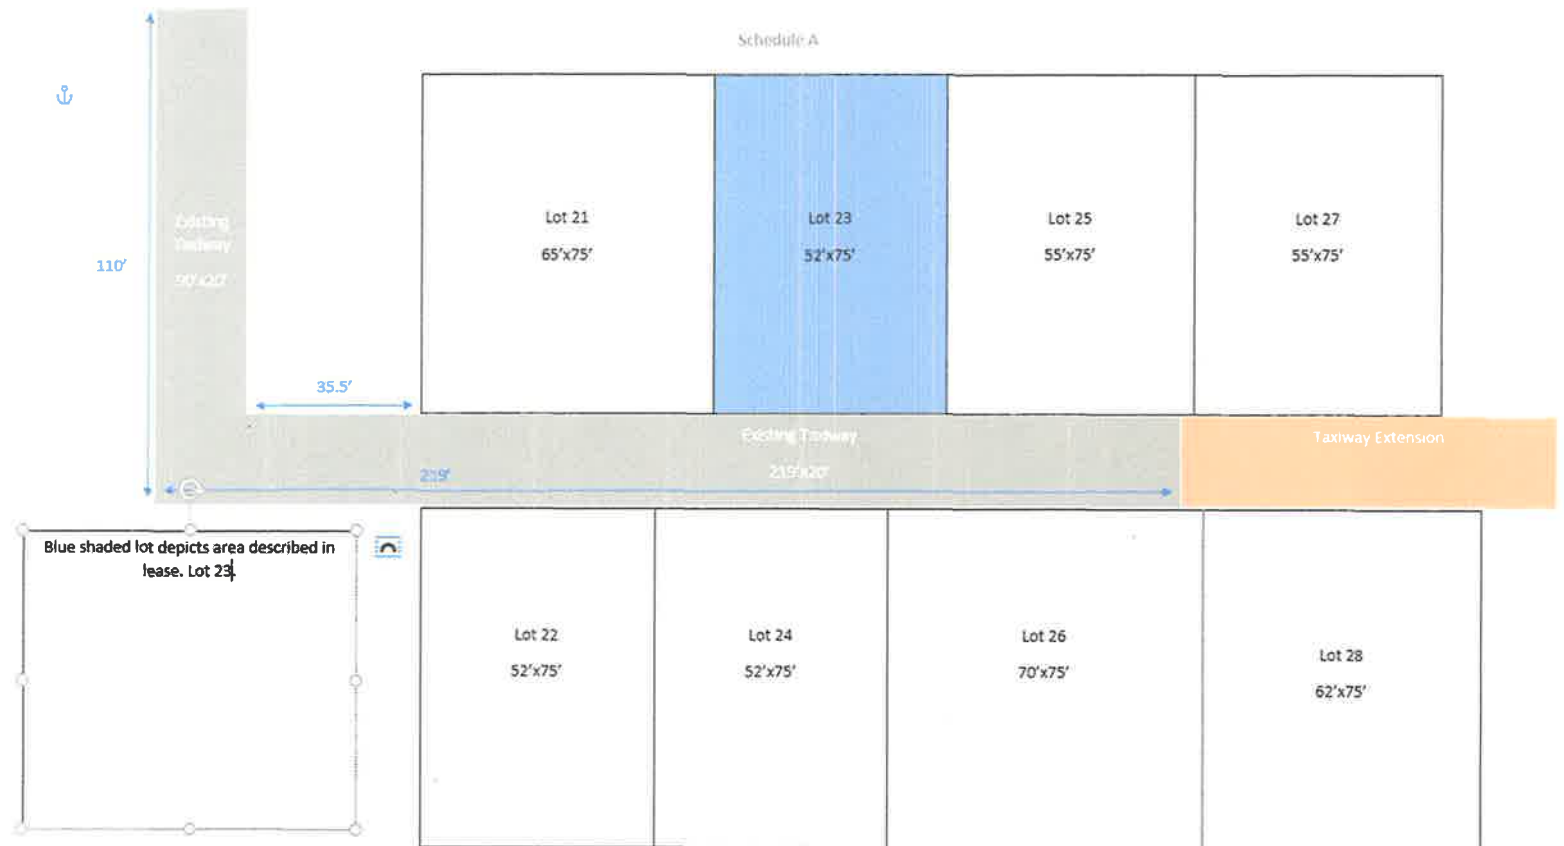 Schedule A
Lot 21
65'x75'
Lot 23
52'x75'
Lot 25
55'x75'
Lot 27
55'x75'
Existing
Taxiway
90'x20'
110'
35.5'
Existing Taxiway
219'x20'
219'
Taxiway Extension
Blue shaded lot depicts area described in
lease. Lot 23.
Lot 22
52'x75'
Lot 24
52'x75'
Lot 26
70'x75'
Lot 28
62'x75'